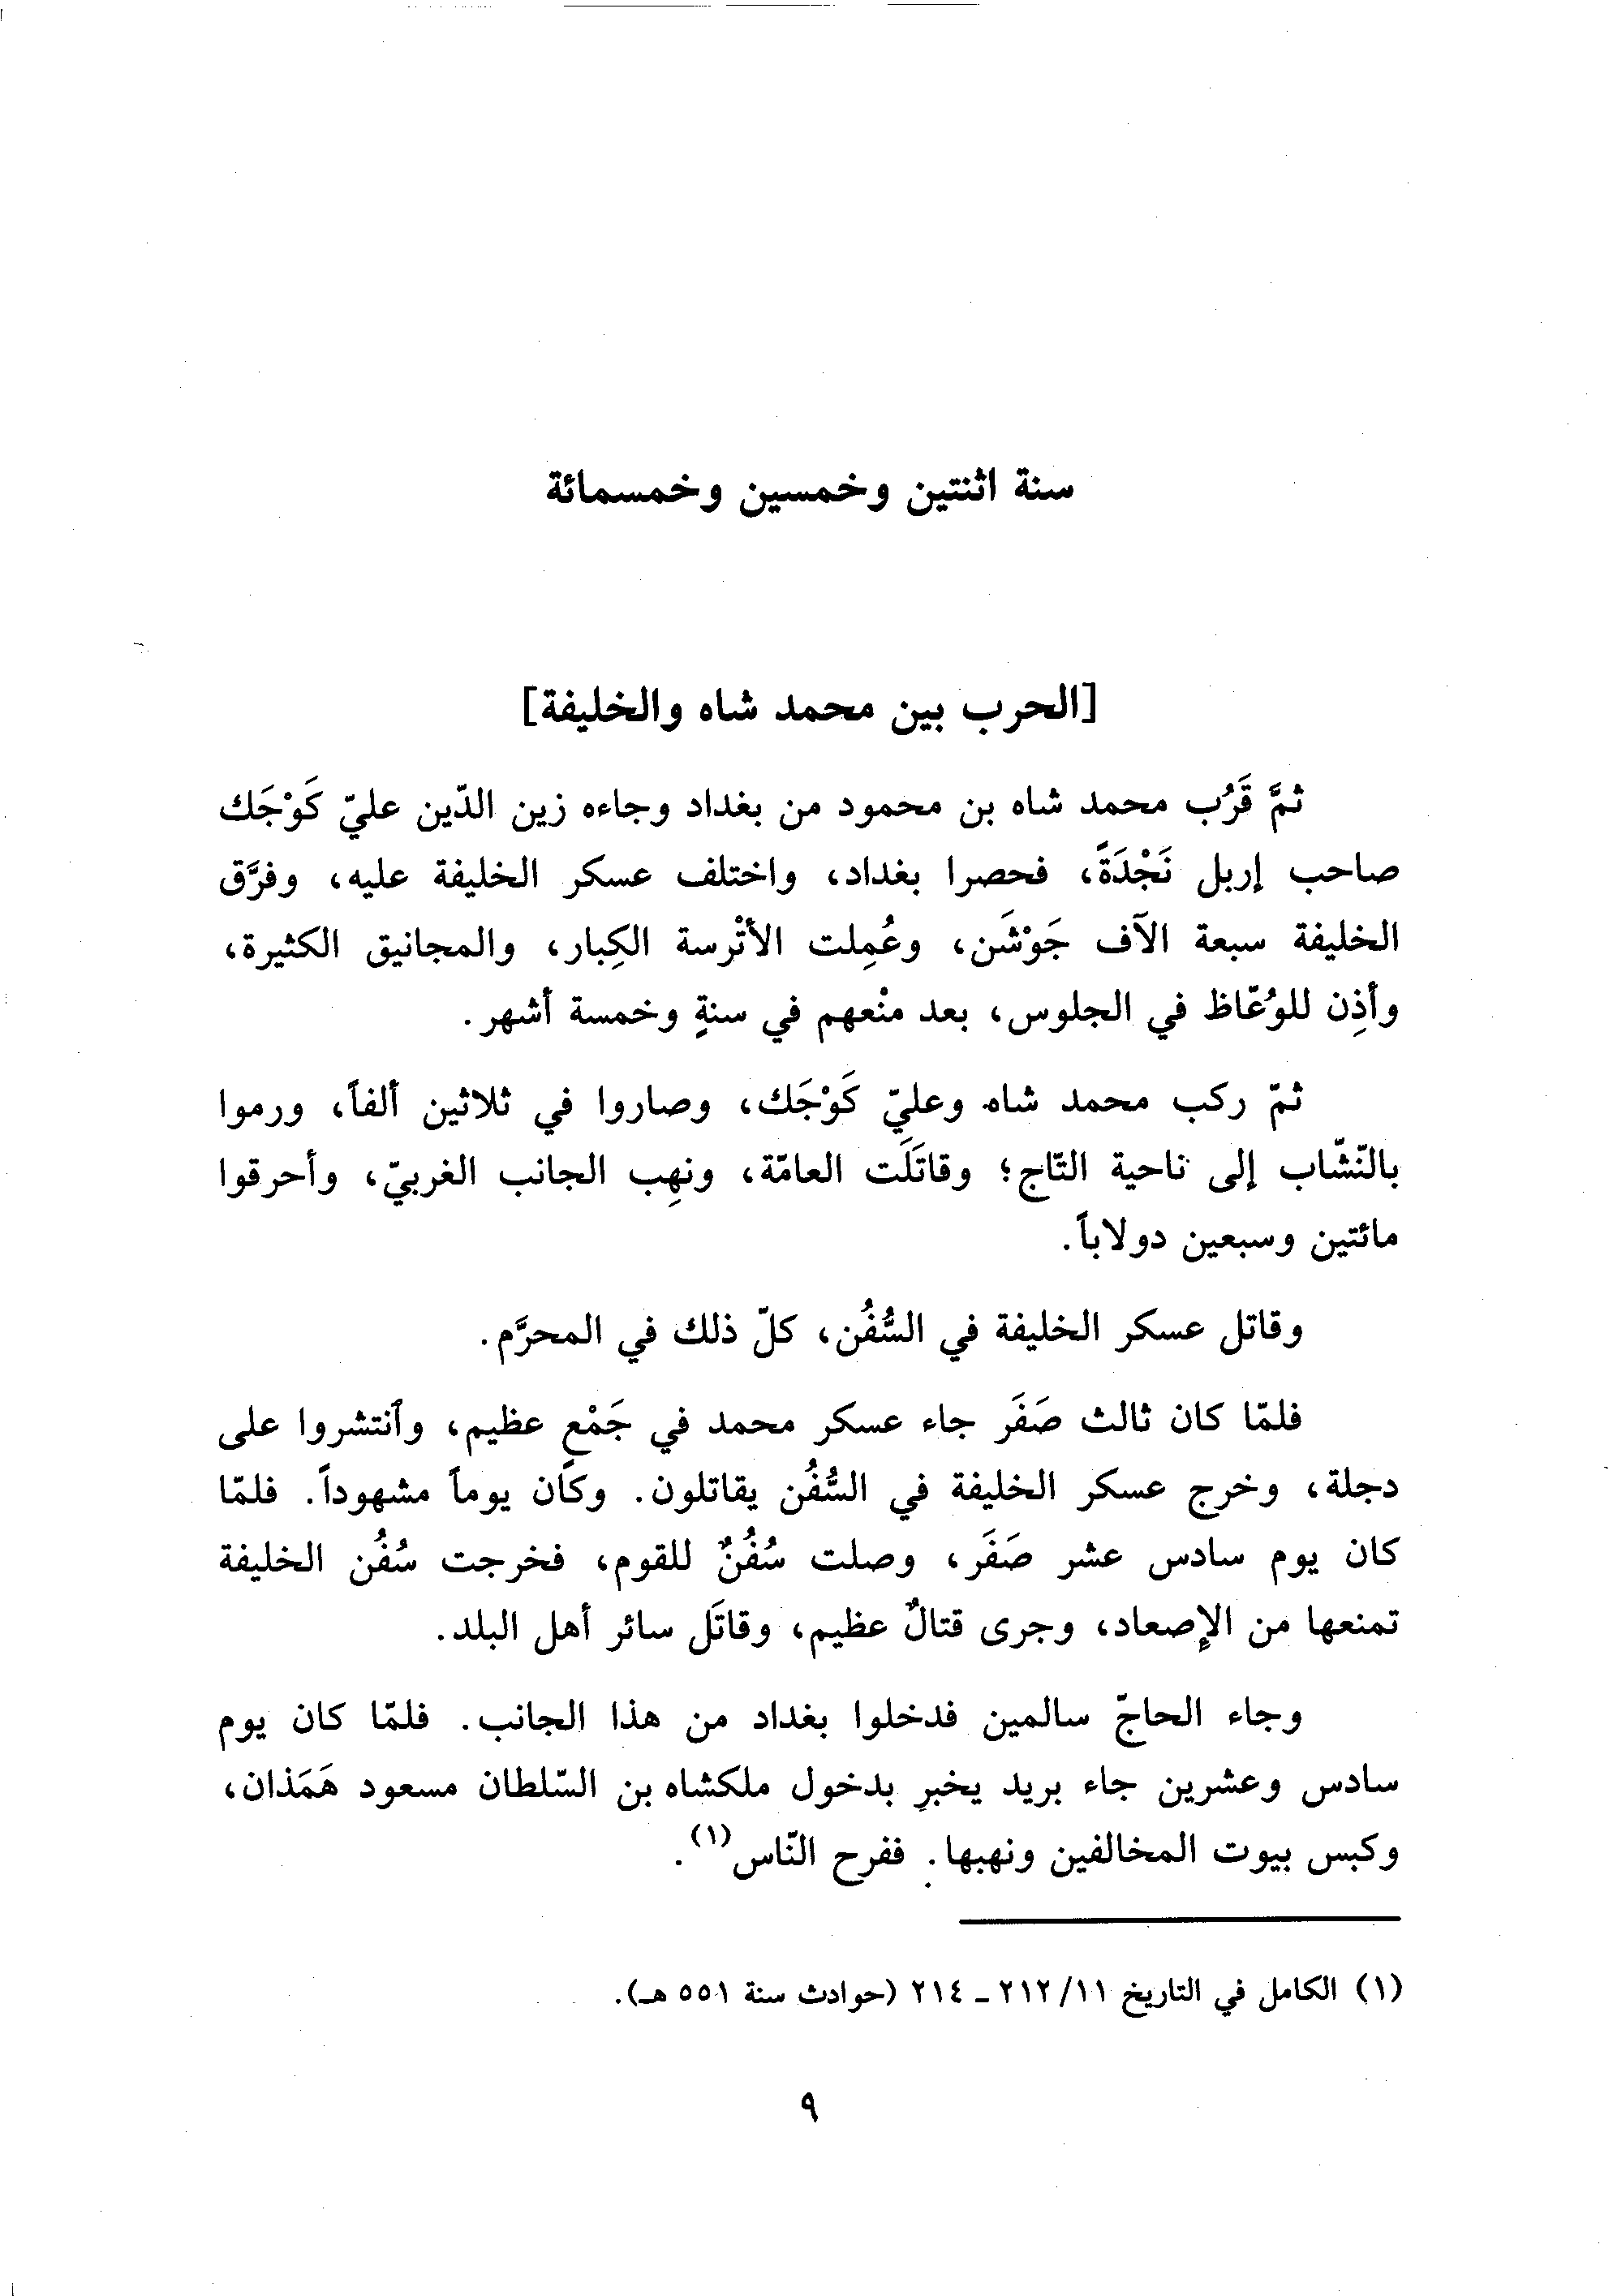 سنة اثنتين وخمسين وخمسمائة
[الحرب بين محمد شاه والخليفة]
ثمَّ قَرُب محمد شاه بن محمود من بغداد وجاءه زين الدّين عليّ كَوْجَك
صاحب إربل نَجْدَةً، فحصرا بغداد، واختلف عسكر الخليفة عليه، وفرَّق
الخليفة سبعة الآف جَوْشَن، وعُمِلت الأتْرسة الكِبار، والمجانيق الكثيرة،
وأذِن للوُعّاظ في الجلوس، بعد منْعهم في سنةٍ وخمسة أشهر.
ثمّ ركب محمد شاه وعليّ كَوْجَك، وصاروا في ثلاثين ألفاً، ورموا
بالنّشّاب إلى ناحية التّاج؛ وقاتَلَت العامّة، ونهِب الجانب الغربيّ، وأحرقوا
مائتين وسبعين دولاباً.
وقاتل عسكر الخليفة في السُّفُن، كلّ ذلك في المحرَّم.
فلمّا كان ثالث صَفَر جاء عسكر محمد في جَمْعٍ عظيم، وٱنتشروا على
دجلة، وخرج عسكر الخليفة في السُّفُن يقاتلون. وكان يوماً مشهوداً. فلمّا
كان يوم سادس عشر صَفَر، وصلت سُفُنٌ للقوم، فخرجت سُفُن الخليفة
تمنعها من الإصعاد، وجرى قتالٌ عظيم، وقاتَل سائر أهل البلد.
وجاء الحاجّ سالمين فدخلوا بغداد من هذا الجانب. فلمّا كان يوم
سادس وعشرين جاء بريد يخبرِ بدخول ملكشاه بن السّلطان مسعود هَمَذان،
وكبس بيوت المخالفين ونهبها. ففرح النّاس(١).
(١) الكامل في التاريخ ٢١٢/١١ ـ ٢١٤ (حوادث سنة ٥٥١ هـ).
٩